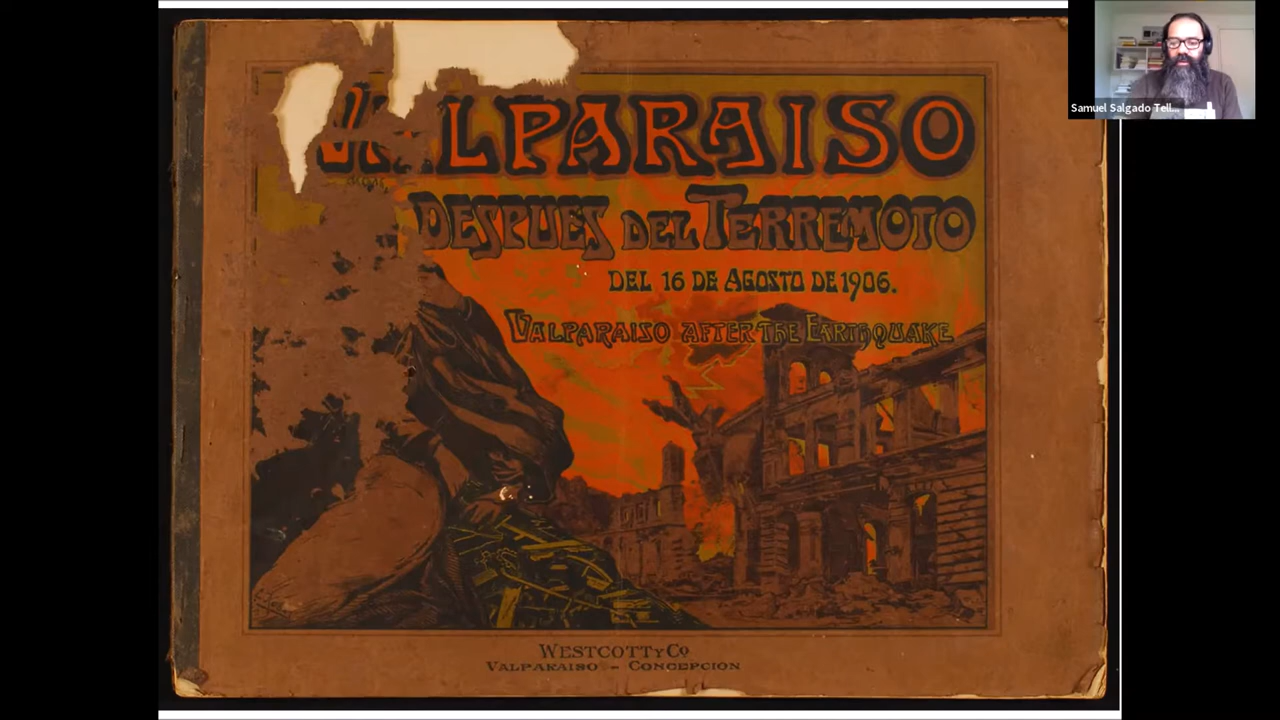 VALPARAISO
DESPUES DEL TERREMOTO
DEL 16 DE AGOSTO DE 1906.
VALPARAISO AFTER THE EARTHQUAKE
WESTCOTT Y CO
VALPARAISO - CONCEPCION
Samuel Salgado Tell...